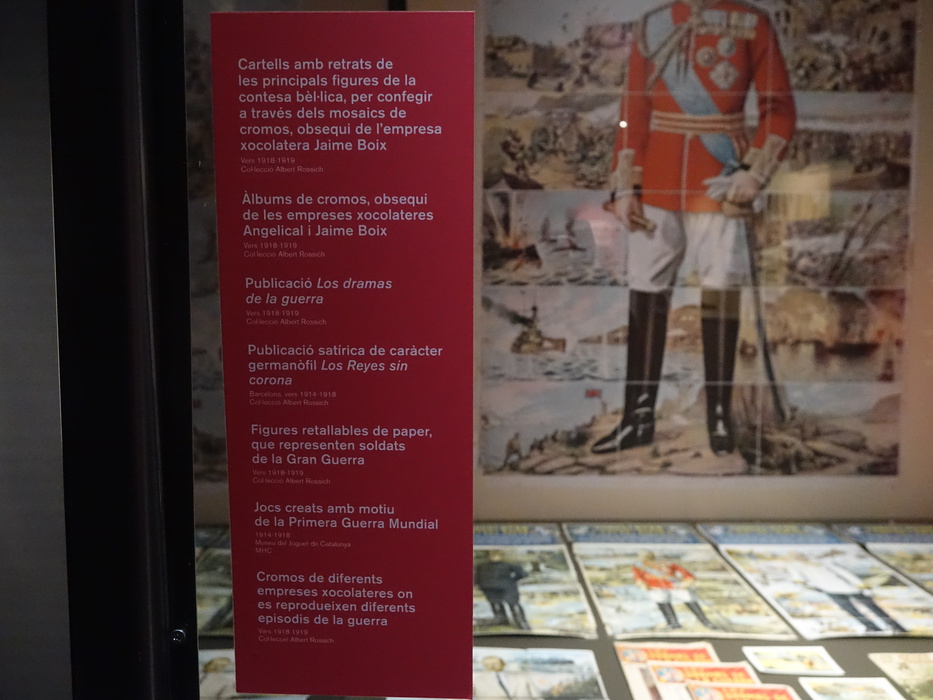 Cartells amb retrats de
les principals figures de la
contesa bèl·lica, per confegir
a través dels mosaics de
cromos, obsequi de l'empresa
xocolatera Jaime Boix
Vers 1918-1919
Col·lecció Albert Rossich
Àlbums de cromos, obsequi
de les empreses xocolateres
Angelical i Jaime Boix
Vers 1918-1919
Col·lecció Albert Rossich
Publicació Los dramas
de la guerra
Vers 1918-1919
Col·lecció Albert Rossich
Publicació satírica de caràcter
germanòfil Los Reyes sin
corona
Barcelona, vers 1914-1918
Col·lecció Albert Rossich
Figures retallables de paper,
que representen soldats
de la Gran Guerra
Vers 1918-1919
Col·lecció Albert Rossich
Jocs creats amb motiu
de la Primera Guerra Mundial
1914-1918
Museu del Joguet de Catalunya
MHC
Cromos de diferents
empreses xocolateres on
es reprodueixen diferents
episodis de la guerra
Vers 1918-1919
Col·lecció Albert Rossich